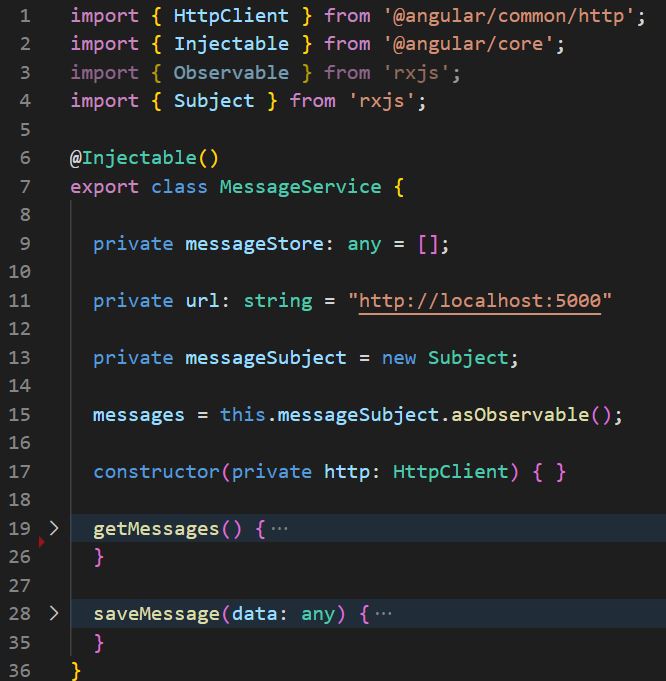 1 import { HttpClient } from '@angular/common/http';
2 import { Injectable } from '@angular/core';
3 import { Observable } from 'rxjs';
4 import { Subject } from 'rxjs';
5
6 @Injectable()
7 export class MessageService {
8
9 private messageStore: any = [];
10
11 private url: string = "http://localhost:5000"
12
13 private messageSubject = new Subject;
14
15 messages = this.messageSubject.asObservable();
16
17 constructor(private http: HttpClient) { }
18
19 > getMessages() { ···
26 }
27
28 > saveMessage(data: any) { ···
35 }
36 }